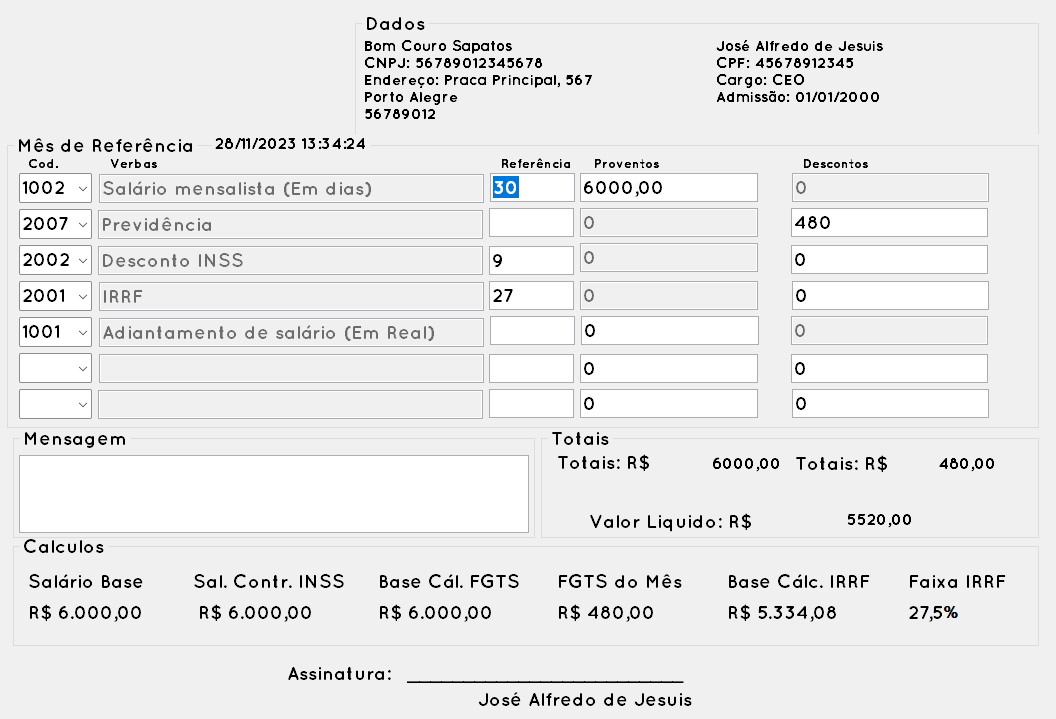 Dados
Bom Couro Sapatos
CNPJ: 56789012345678
Endereço: Praca Principal, 567
Porto Alegre
56789012
José Alfredo de Jesuis
CPF: 45678912345
Cargo: CEO
Admissão: 01/01/2000
Mês de Referência 28/11/2023 13:34:24
Cod. Verbas Referência Proventos Descontos
1002 Salário mensalista (Em dias) 30 6000,00 0
2007 Previdência 0 480
2002 Desconto INSS 9 0 0
2001 IRRF 27 0 0
1001 Adiantamento de salário (Em Real) 0 0
0 0
0 0
Mensagem
Totais
Totais: R$ 6000,00 Totais: R$ 480,00
Valor Liquido: R$ 5520,00
Calculos
Salário Base Sal. Contr. INSS Base Cál. FGTS FGTS do Mês Base Cálc. IRRF Faixa IRRF
R$ 6.000,00 R$ 6.000,00 R$ 6.000,00 R$ 480,00 R$ 5.334,08 27,5%
Assinatura: __________________________
José Alfredo de Jesuis